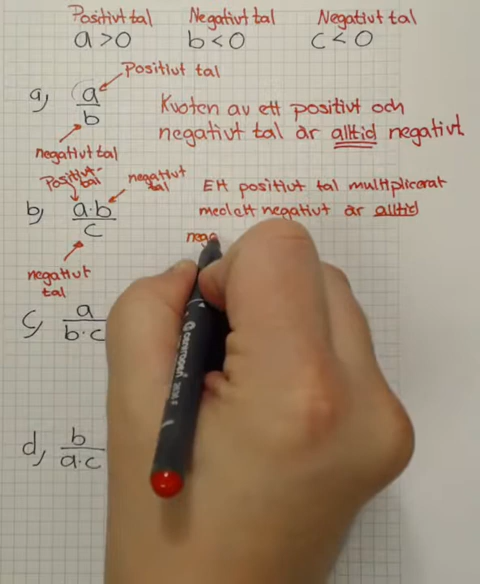 Positivt tal Negativt tal Negativt tal
a > 0 b < 0 c < 0
Positivt tal
a) a/b
Kvoten av ett positivt och
negativt tal är alltid negativt
negativt tal
Positivt tal
negativt tal
b) a·b/c
Ett positivt tal multiplicerat
med ett negativt är alltid
nega
negativt tal
c) a/b·c
d) b/a·c